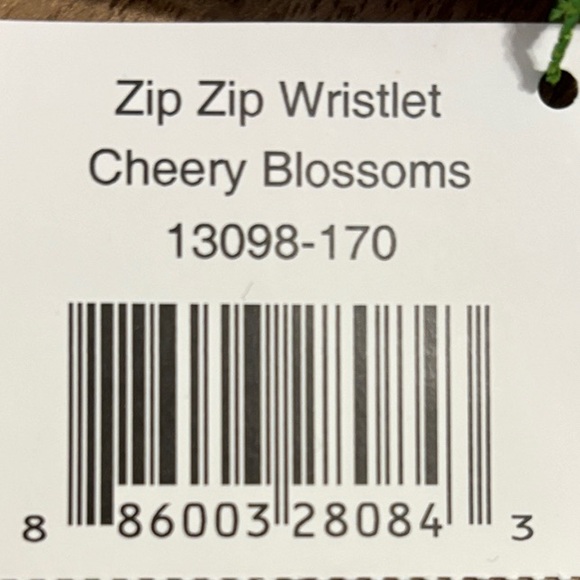 Zip Zip Wristlet
Cheery Blossoms
13098-170
8 86003 28084 3